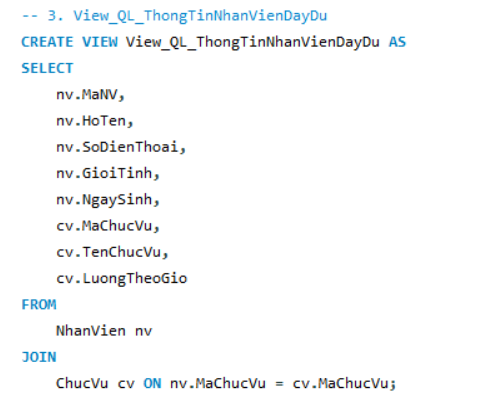 -- 3. View_QL_ThongTinNhanVienDayDu
CREATE VIEW View_QL_ThongTinNhanVienDayDu AS
SELECT
    nv.MaNV,
    nv.HoTen,
    nv.SoDienThoai,
    nv.GioiTinh,
    nv.NgaySinh,
    cv.MaChucVu,
    cv.TenChucVu,
    cv.LuongTheoGio
FROM
    NhanVien nv
JOIN
    ChucVu cv ON nv.MaChucVu = cv.MaChucVu;